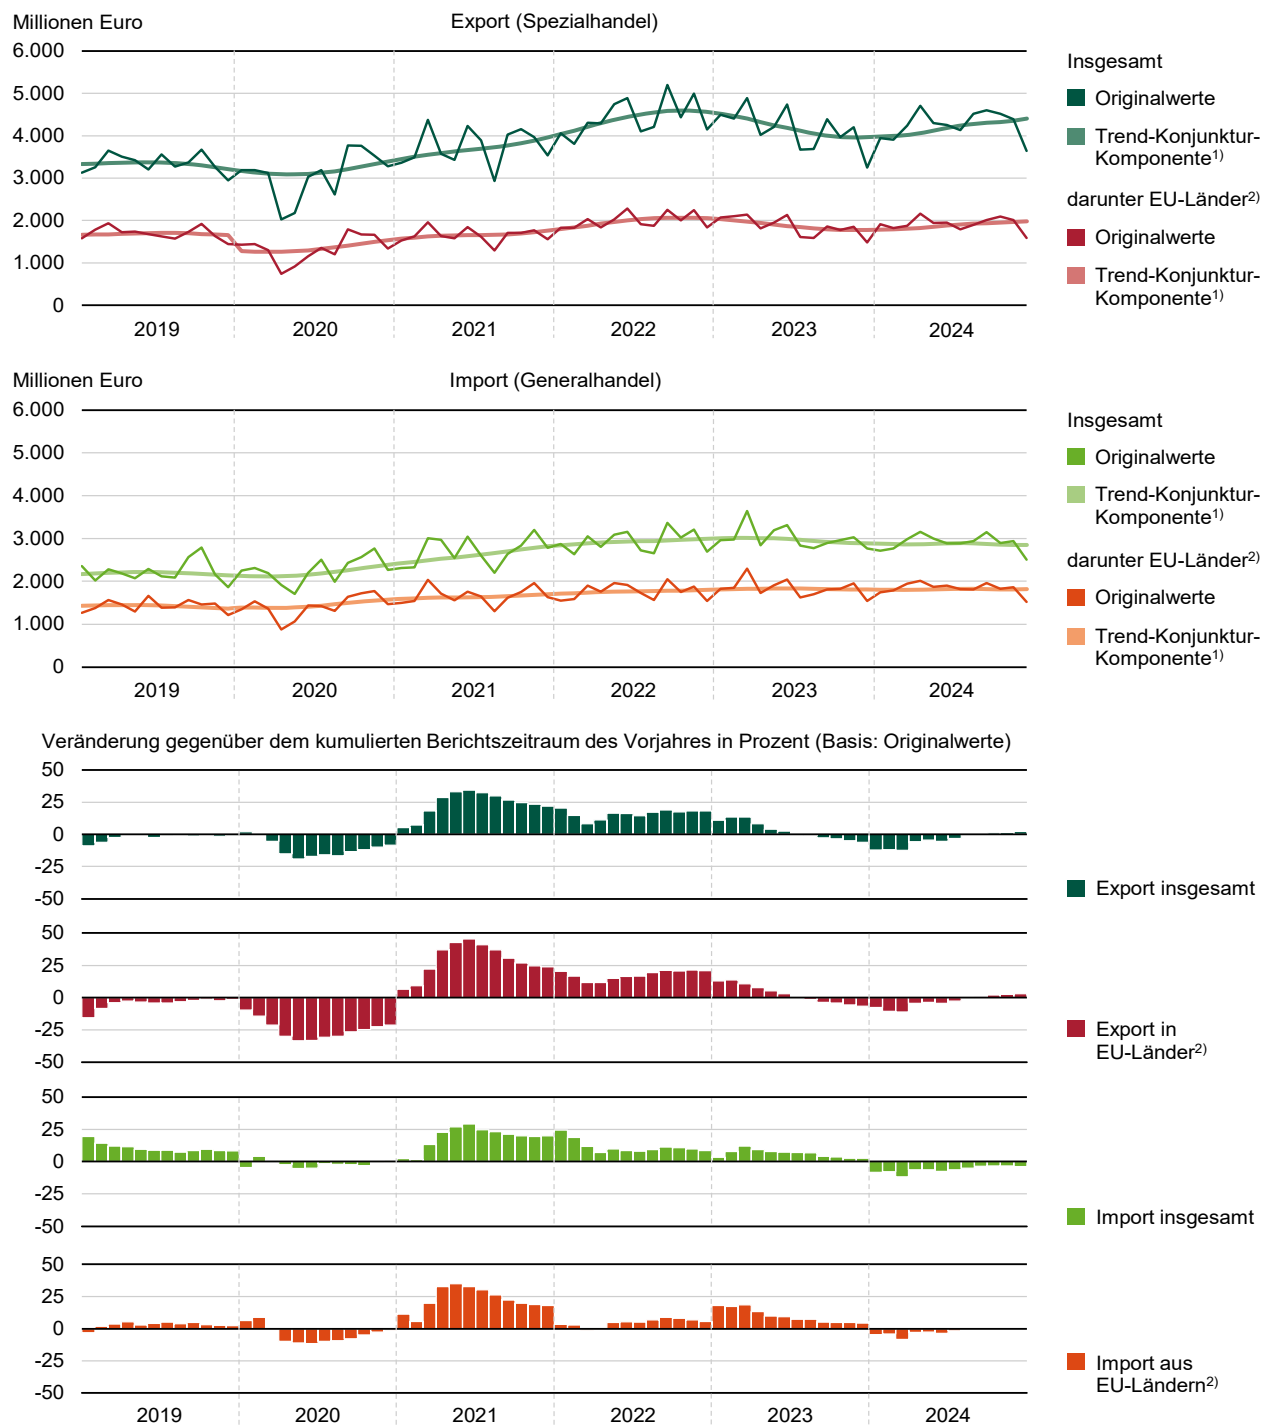 Millionen Euro
Export (Spezialhandel)
6.000
5.000
4.000
3.000
2.000
1.000
0
2019
2020
2021
2022
2023
2024
Insgesamt
Originalwerte
Trend-Konjunktur-
Komponente1)
darunter EU-Länder2)
Originalwerte
Trend-Konjunktur-
Komponente1)
Millionen Euro
Import (Generalhandel)
6.000
5.000
4.000
3.000
2.000
1.000
0
2019
2020
2021
2022
2023
2024
Insgesamt
Originalwerte
Trend-Konjunktur-
Komponente1)
darunter EU-Länder2)
Originalwerte
Trend-Konjunktur-
Komponente1)
Veränderung gegenüber dem kumulierten Berichtszeitraum des Vorjahres in Prozent (Basis: Originalwerte)
50
25
0
-25
-50
Export insgesamt
50
25
0
-25
-50
Export in
EU-Länder2)
50
25
0
-25
-50
Import insgesamt
50
25
0
-25
-50
Import aus
EU-Ländern2)
2019
2020
2021
2022
2023
2024